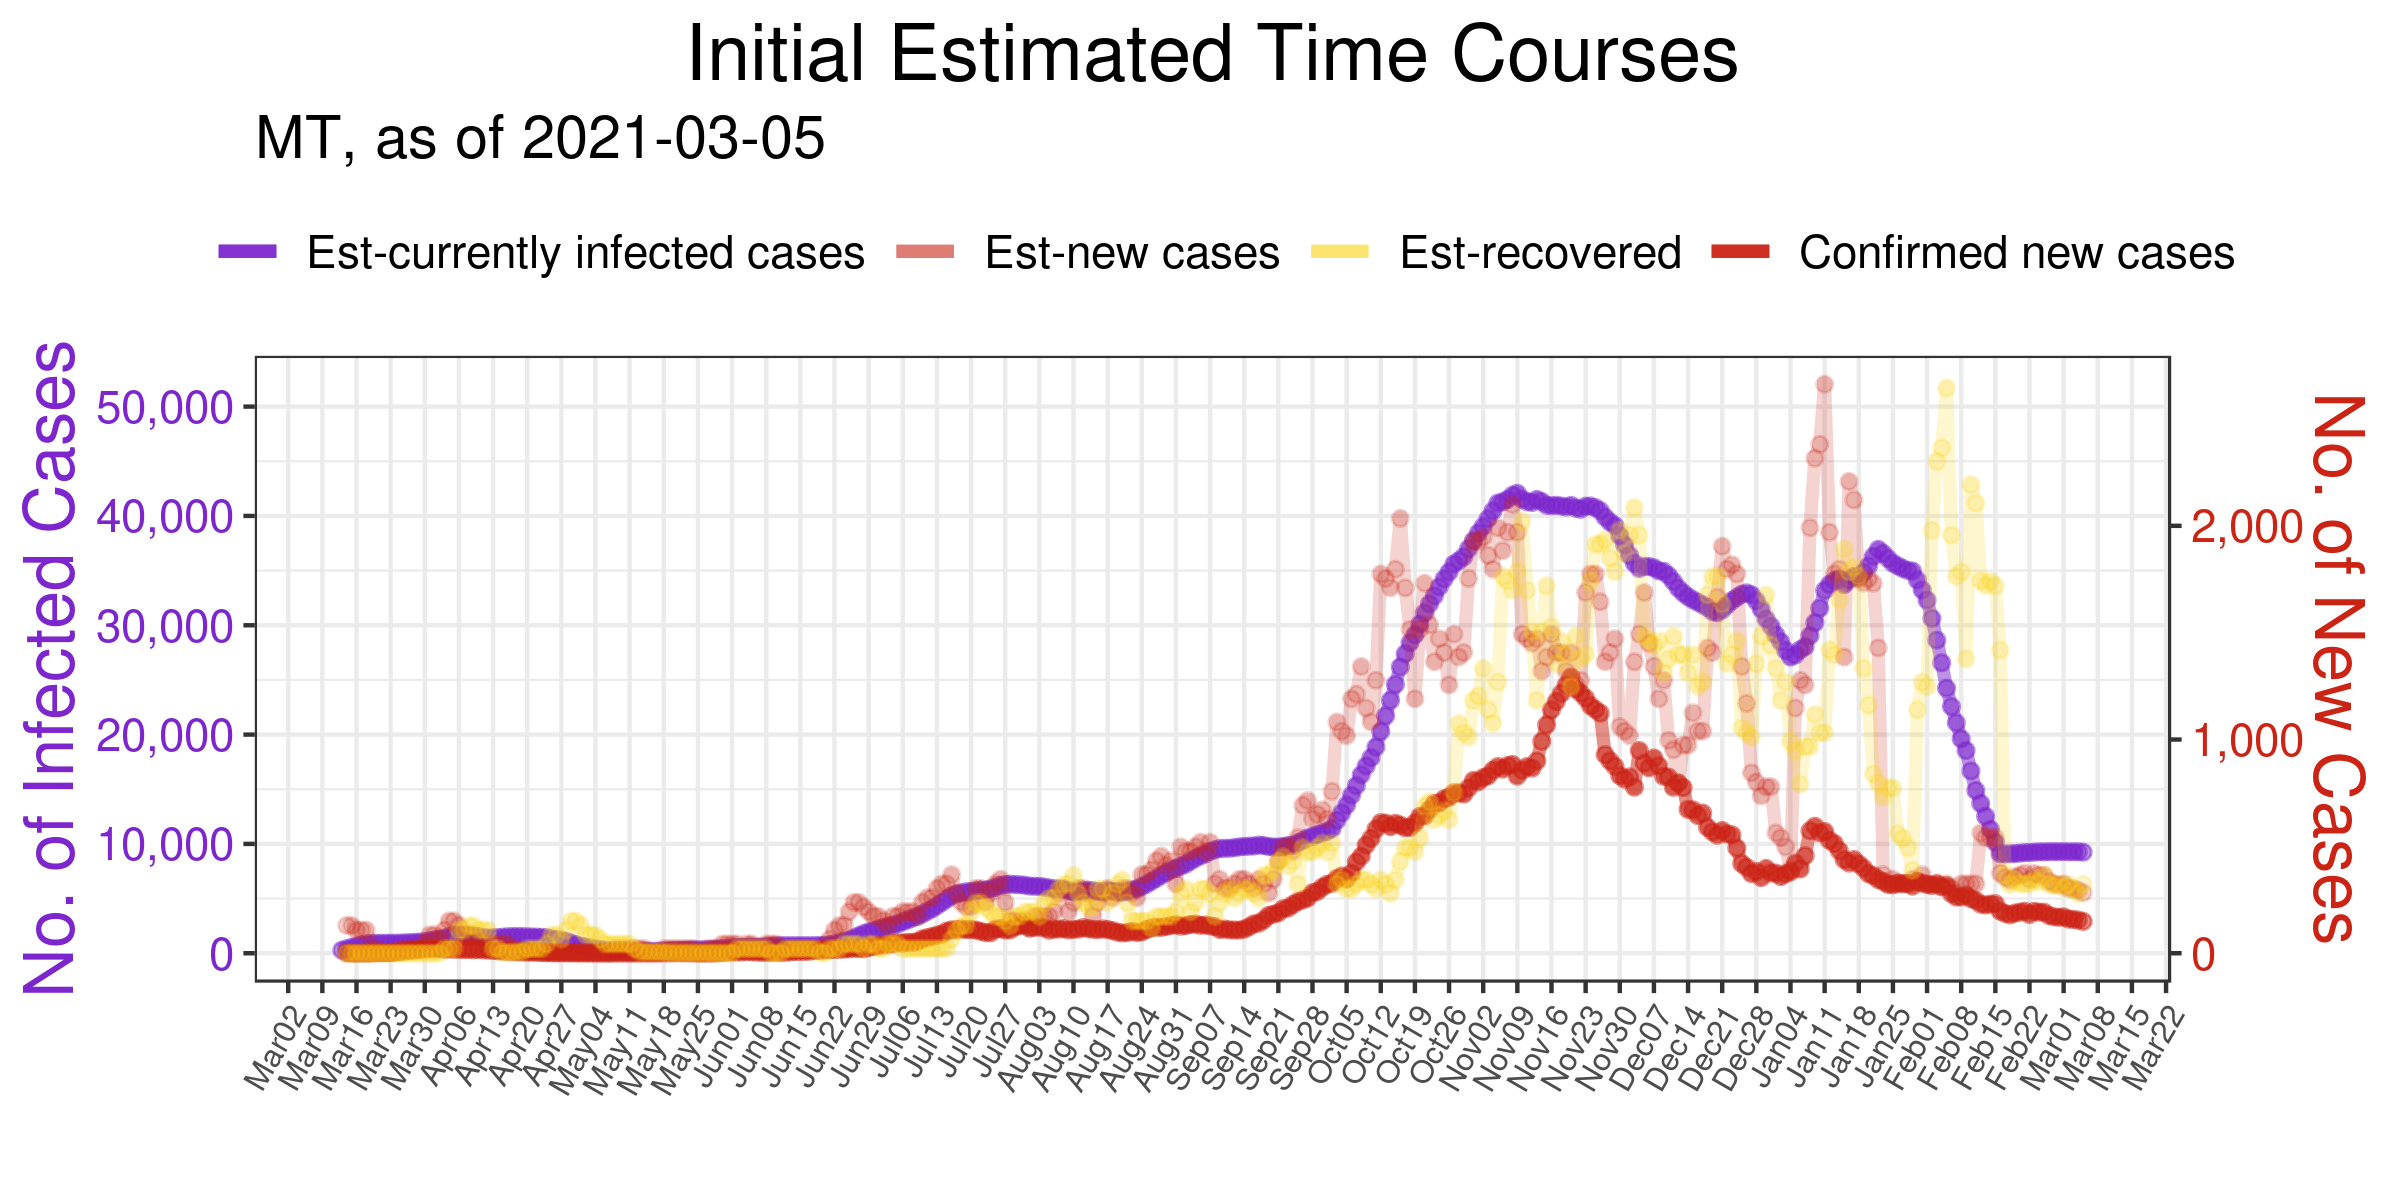 Initial Estimated Time Courses
MT, as of 2021-03-05
Est-currently infected cases Est-new cases Est-recovered Confirmed new cases
No. of Infected Cases
50,000
40,000
30,000
20,000
10,000
0
No. of New Cases
2,000
1,000
0
Mar02 Mar09 Mar16 Mar23 Mar30 Apr06 Apr13 Apr20 Apr27 May04 May11 May18 May25 Jun01 Jun08 Jun15 Jun22 Jun29 Jul06 Jul13 Jul20 Jul27 Aug03 Aug10 Aug17 Aug24 Aug31 Sep07 Sep14 Sep21 Sep28 Oct05 Oct12 Oct19 Oct26 Nov02 Nov09 Nov16 Nov23 Nov30 Dec07 Dec14 Dec21 Dec28 Jan04 Jan11 Jan18 Jan25 Feb01 Feb08 Feb15 Feb22 Mar01 Mar08 Mar15 Mar22